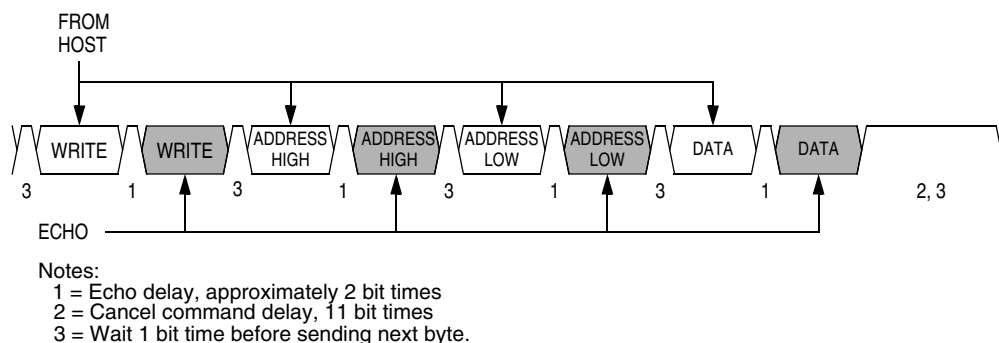 FROM
HOST
WRITE
WRITE
ADDRESS
HIGH
ADDRESS
HIGH
ADDRESS
LOW
ADDRESS
LOW
DATA
DATA
3 1 3 1 3 1 3 1 2, 3
ECHO
Notes:
1 = Echo delay, approximately 2 bit times
2 = Cancel command delay, 11 bit times
3 = Wait 1 bit time before sending next byte.